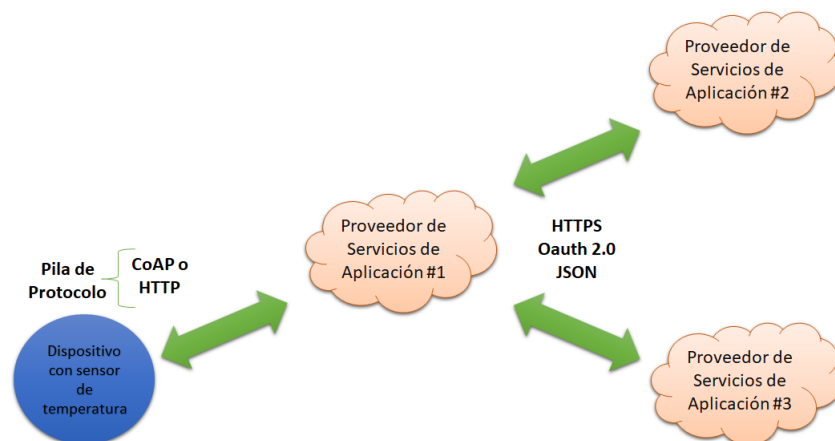 Proveedor de
Servicios de
Aplicación #2
Proveedor de
Servicios de
Aplicación #1
HTTPS
Oauth 2.0
JSON
Pila de
Protocolo
CoAP o
HTTP
Dispositivo
con sensor
de
temperatura
Proveedor de
Servicios de
Aplicación #3